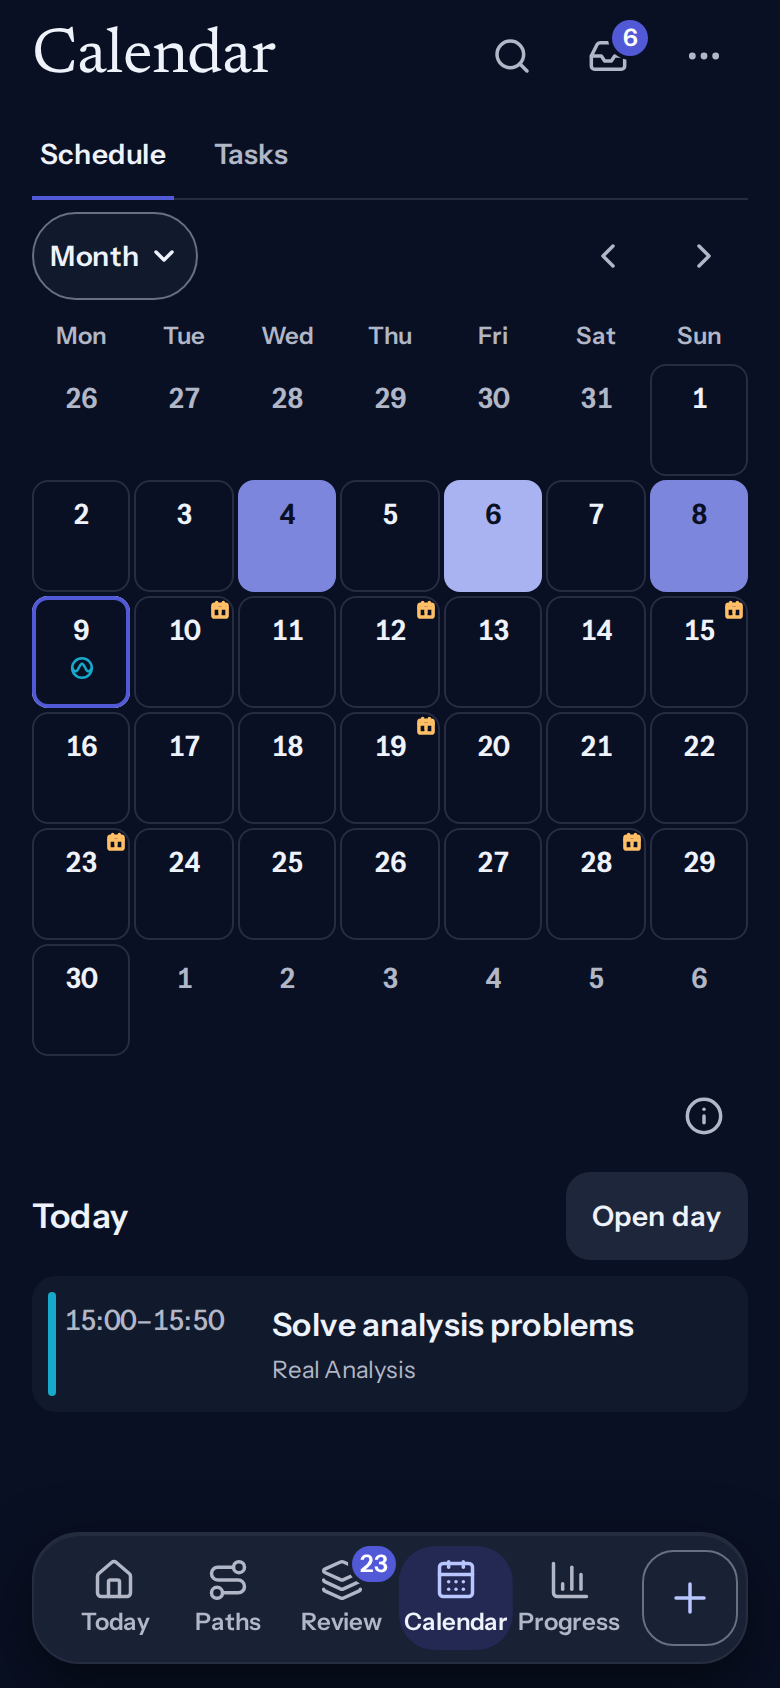 Calendar
6
Schedule Tasks
Month
Mon Tue Wed Thu Fri Sat Sun
26 27 28 29 30 31 1
2 3 4 5 6 7 8
9 10 11 12 13 14 15
16 17 18 19 20 21 22
23 24 25 26 27 28 29
30 1 2 3 4 5 6
Today Open day
15:00–15:50 Solve analysis problems
Real Analysis
23
Today Paths Review Calendar Progress